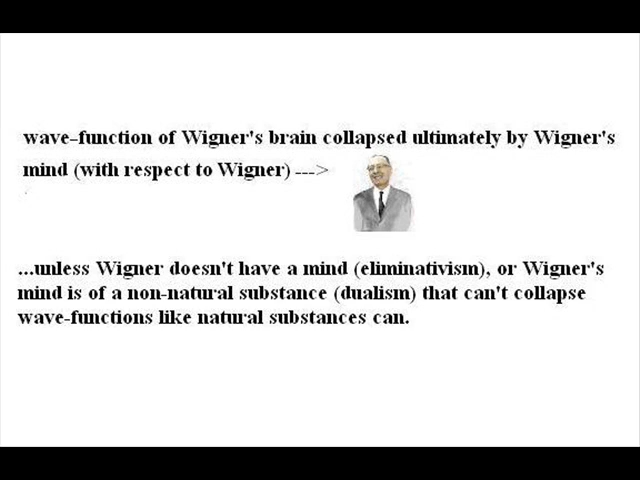 wave-function of Wigner's brain collapsed ultimately by Wigner's
mind (with respect to Wigner) --->
...unless Wigner doesn't have a mind (eliminativism), or Wigner's
mind is of a non-natural substance (dualism) that can't collapse
wave-functions like natural substances can.